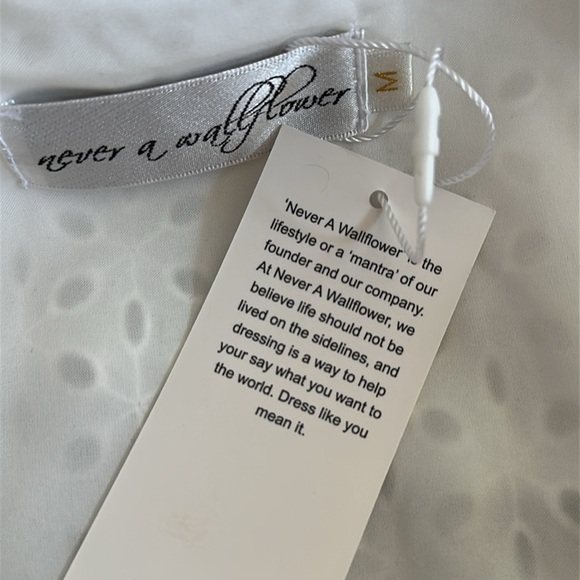 never a wallflower
M
'Never A Wallflower' is the
lifestyle or a 'mantra' of our
founder and our company.
At Never A Wallflower, we
believe life should not be
lived on the sidelines, and
dressing is a way to help
your say what you want to
the world. Dress like you
mean it.